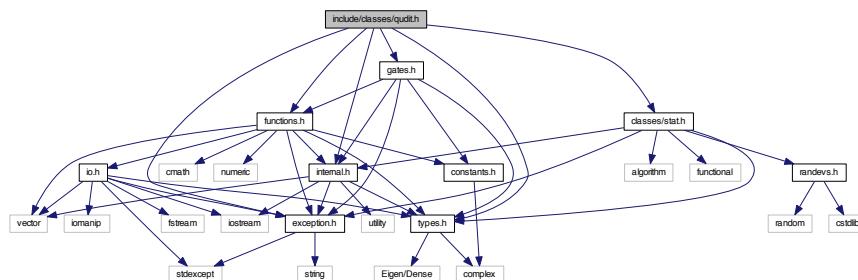 include/classes/qudit.h
gates.h
functions.h
classes/stat.h
io.h
cmath
numeric
internal.h
constants.h
algorithm
functional
randevs.h
vector
iomanip
fstream
iostream
exception.h
utility
types.h
random
cstdlib
stdexcept
string
Eigen/Dense
complex